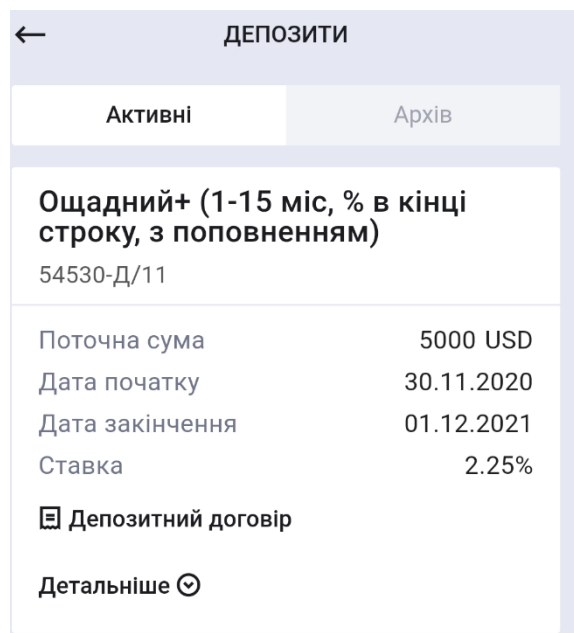 ДЕПОЗИТИ
Активні
Архів
Ощадний+ (1-15 міс, % в кінці
строку, з поповненням)
54530-Д/11
Поточна сума 5000 USD
Дата початку 30.11.2020
Дата закінчення 01.12.2021
Ставка 2.25%
Депозитний договір
Детальніше